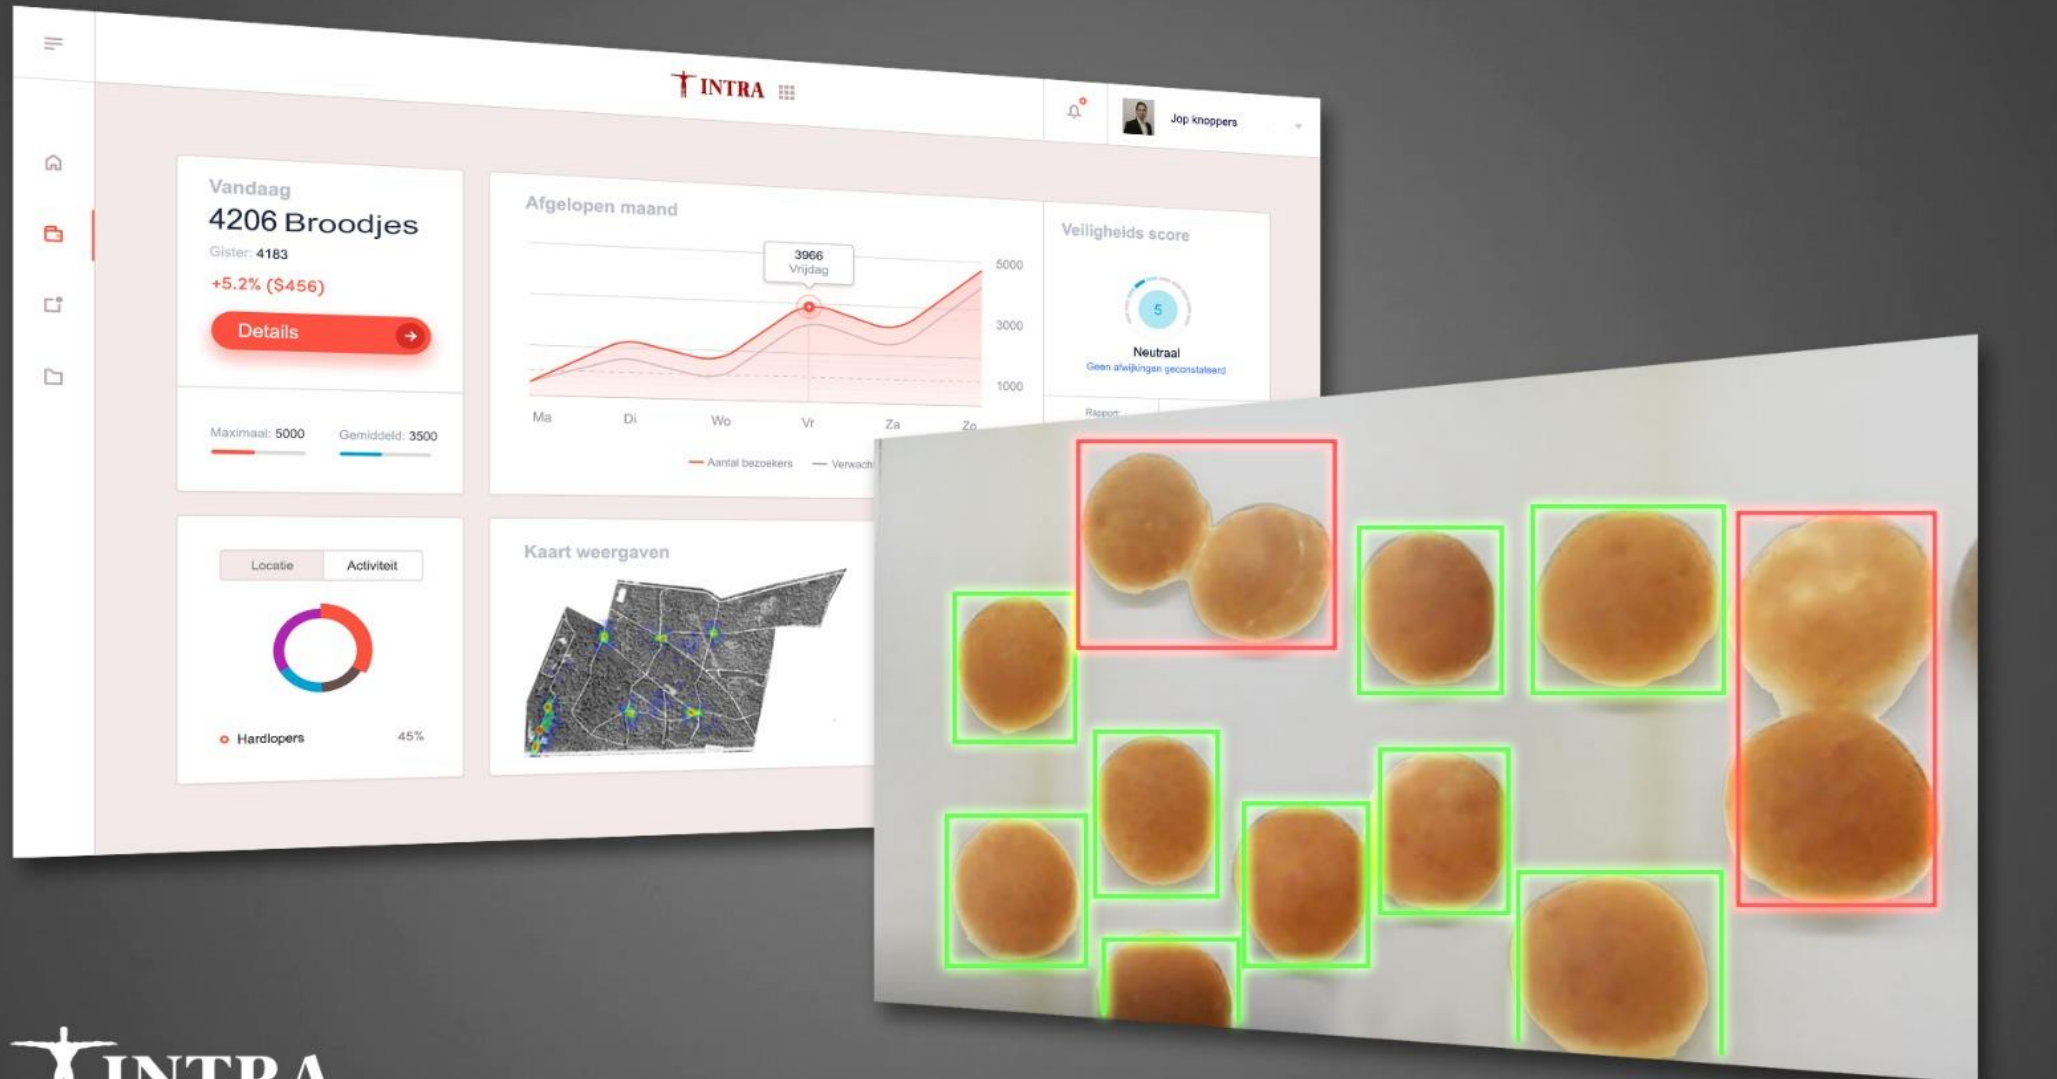 INTRA
Jop knoppers
Vandaag
4206 Broodjes
Gister: 4183
+5.2% ($456)
Details
Maximaal: 5000
Gemiddeld: 3500
Afgelopen maand
3966
Vrijdag
5000
3000
1000
Ma Di Wo Vr Za Zo
Aantal bezoekers
Verwach
Veiligheids score
5
Neutraal
Geen afwijkingen geconstateerd
Rapport:
Locatie Activiteit
Hardlopers 45%
Kaart weergaven
INTRA